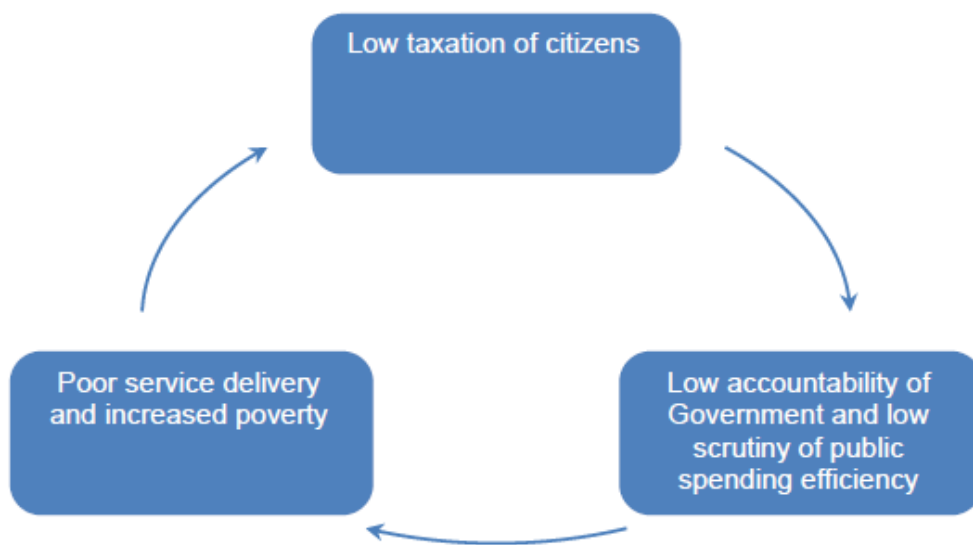 Low taxation of citizens
Poor service delivery
and increased poverty
Low accountability of
Government and low
scrutiny of public
spending efficiency